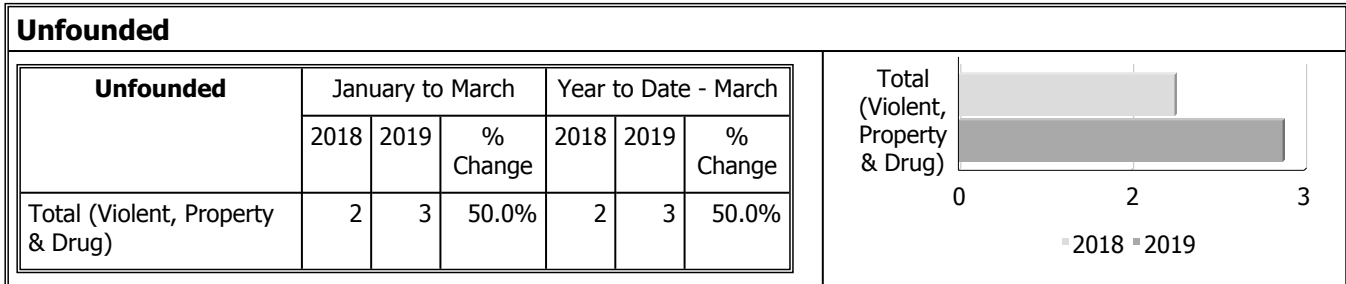 Unfounded
Unfounded January to March Year to Date - March
2018 2019 % Change 2018 2019 % Change
Total (Violent, Property & Drug) 2 3 50.0% 2 3 50.0%
Total
(Violent,
Property
& Drug)
0 2 3
2018 2019